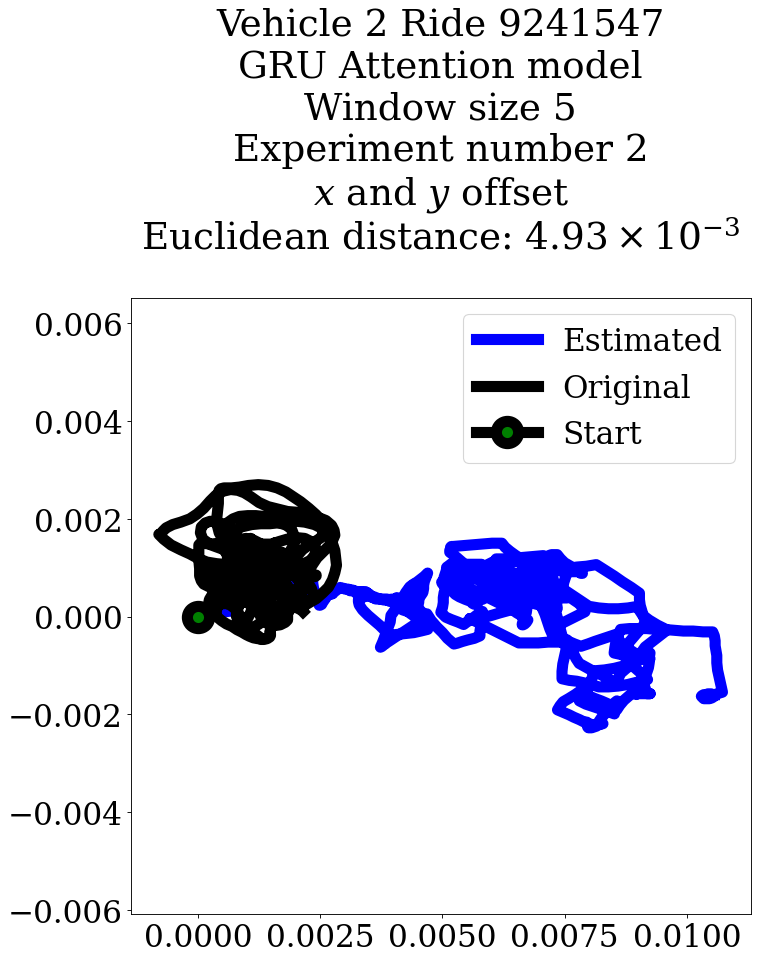 Vehicle 2 Ride 9241547
GRU Attention model
Window size 5
Experiment number 2
x and y offset
Euclidean distance: 4.93 × 10⁻³
Estimated
Original
Start
0.006
0.004
0.002
0.000
−0.002
−0.004
−0.006
0.0000 0.0025 0.0050 0.0075 0.0100